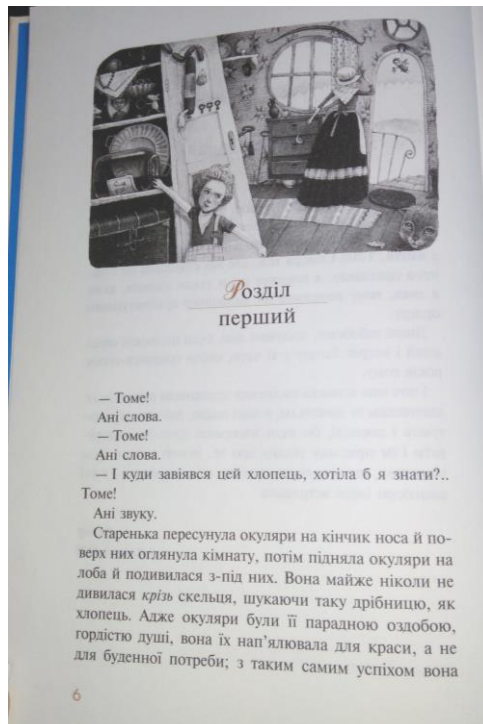 Розділ
перший
— Томе!
Ані слова.
— Томе!
Ані слова.
— І куди завіявся цей хлопець, хотіла б я знати?..
Томе!
Ані звуку.
Старенька пересунула окуляри на кінчик носа й по-
верх них оглянула кімнату, потім підняла окуляри на
лоба й подивилася з-під них. Вона майже ніколи не
дивилася крізь скельця, шукаючи таку дрібницю, як
хлопець. Адже окуляри були її парадною оздобою,
гордістю душі, вона їх нап'ялювала для краси, а не
для буденної потреби; з таким самим успіхом вона
6